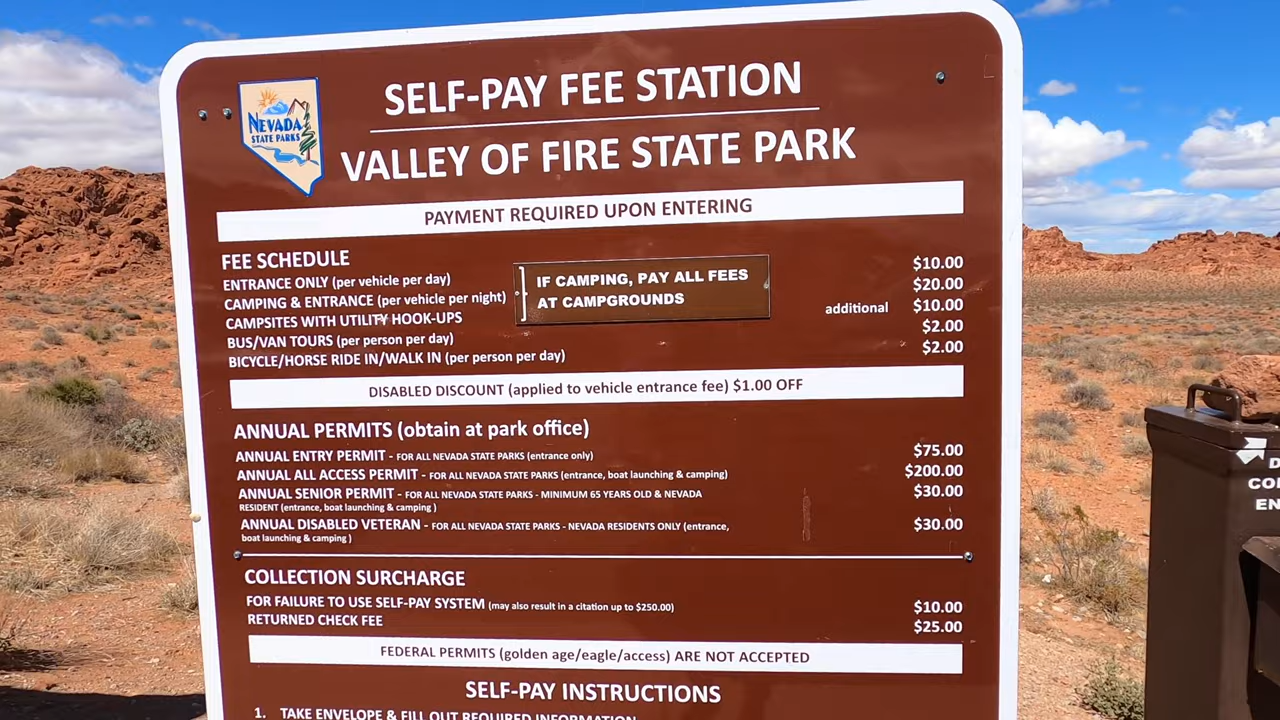 NEVADA
STATE PARKS
SELF-PAY FEE STATION
VALLEY OF FIRE STATE PARK
PAYMENT REQUIRED UPON ENTERING
FEE SCHEDULE
ENTRANCE ONLY (per vehicle per day) $10.00
CAMPING & ENTRANCE (per vehicle per night) $20.00
CAMPSITES WITH UTILITY HOOK-UPS additional $10.00
BUS/VAN TOURS (per person per day) $2.00
BICYCLE/HORSE RIDE IN/WALK IN (per person per day) $2.00
IF CAMPING, PAY ALL FEES
AT CAMPGROUNDS
DISABLED DISCOUNT (applied to vehicle entrance fee) $1.00 OFF
ANNUAL PERMITS (obtain at park office)
ANNUAL ENTRY PERMIT - FOR ALL NEVADA STATE PARKS (entrance only) $75.00
ANNUAL ALL ACCESS PERMIT - FOR ALL NEVADA STATE PARKS (entrance, boat launching & camping) $200.00
ANNUAL SENIOR PERMIT - FOR ALL NEVADA STATE PARKS - MINIMUM 65 YEARS OLD & NEVADA $30.00
RESIDENT (entrance, boat launching & camping )
ANNUAL DISABLED VETERAN - FOR ALL NEVADA STATE PARKS - NEVADA RESIDENTS ONLY (entrance, $30.00
boat launching & camping )
COLLECTION SURCHARGE
FOR FAILURE TO USE SELF-PAY SYSTEM (may also result in a citation up to $250.00) $10.00
RETURNED CHECK FEE $25.00
FEDERAL PERMITS (golden age/eagle/access) ARE NOT ACCEPTED
SELF-PAY INSTRUCTIONS
1. TAKE ENVELOPE & FILL OUT REQUIRED INFORMATION
D
CO
EN